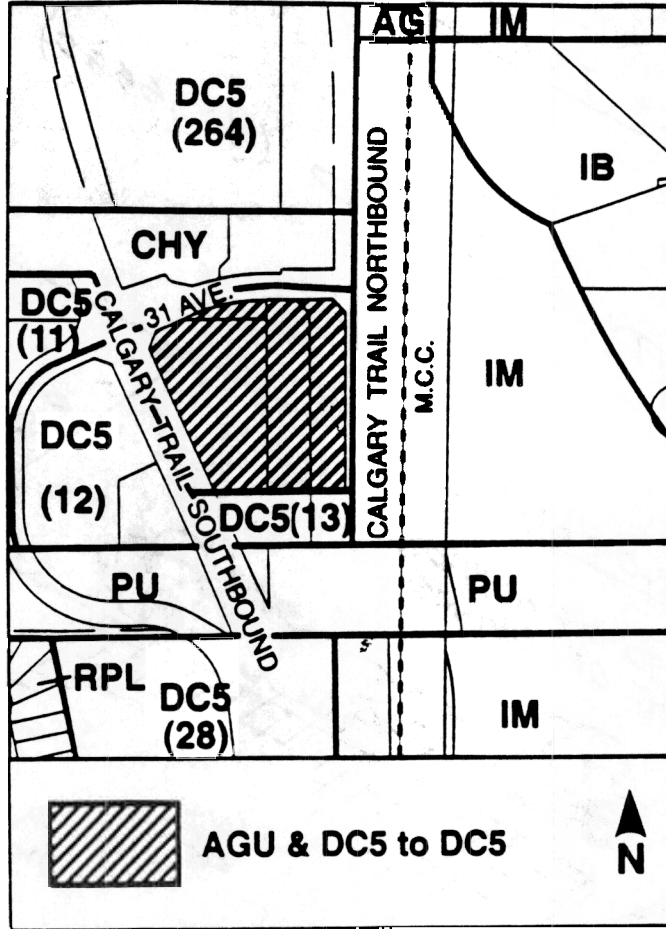 AG
IM
DC5
(264)
IB
CHY
CALGARY TRAIL NORTHBOUND
31 AVE.
DC5
(11)
CALGARY-TRAIL-SOUTHBOUND
M.C.C.
IM
DC5
(12)
DC5(13)
PU
PU
RPL
DC5
(28)
IM
AGU & DC5 to DC5
N